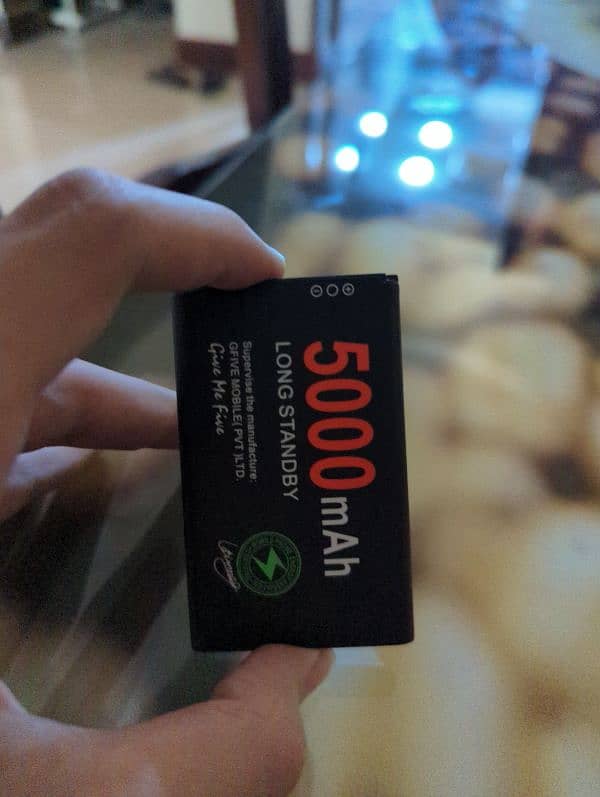 5000mAh
LONG STANDBY
Supervise the manufacture:
GFIVE MOBILE( PVT )LTD.
Give Me Five